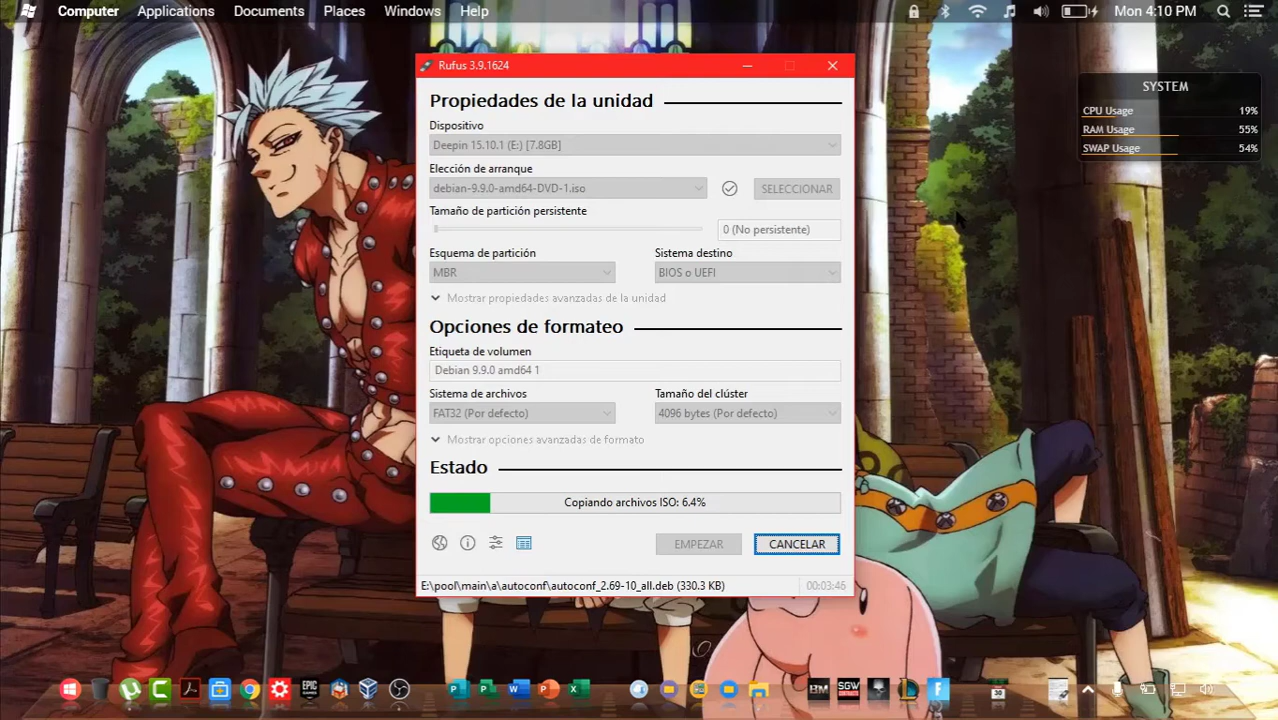 Computer Applications Documents Places Windows Help Mon 4:10 PM
Rufus 3.9.1624
SYSTEM
CPU Usage 19%
RAM Usage 55%
SWAP Usage 54%
Propiedades de la unidad
Dispositivo
Deepin 15.10.1 (E:) [7.8GB]
Elección de arranque
debian-9.9.0-amd64-DVD-1.iso SELECCIONAR
Tamaño de partición persistente
0 (No persistente)
Esquema de partición Sistema destino
MBR BIOS o UEFI
Mostrar propiedades avanzadas de la unidad
Opciones de formateo
Etiqueta de volumen
Debian 9.9.0 amd64 1
Sistema de archivos Tamaño del clúster
FAT32 (Por defecto) 4096 bytes (Por defecto)
Mostrar opciones avanzadas de formato
Estado
Copiando archivos ISO: 6.4%
EMPEZAR CANCELAR
E:\pool\main\a\autoconf\autoconf_2.69-10_all.deb (330.3 KB) 00:03:46
EPIC GAMES
BM SGW CONTRACTS
30